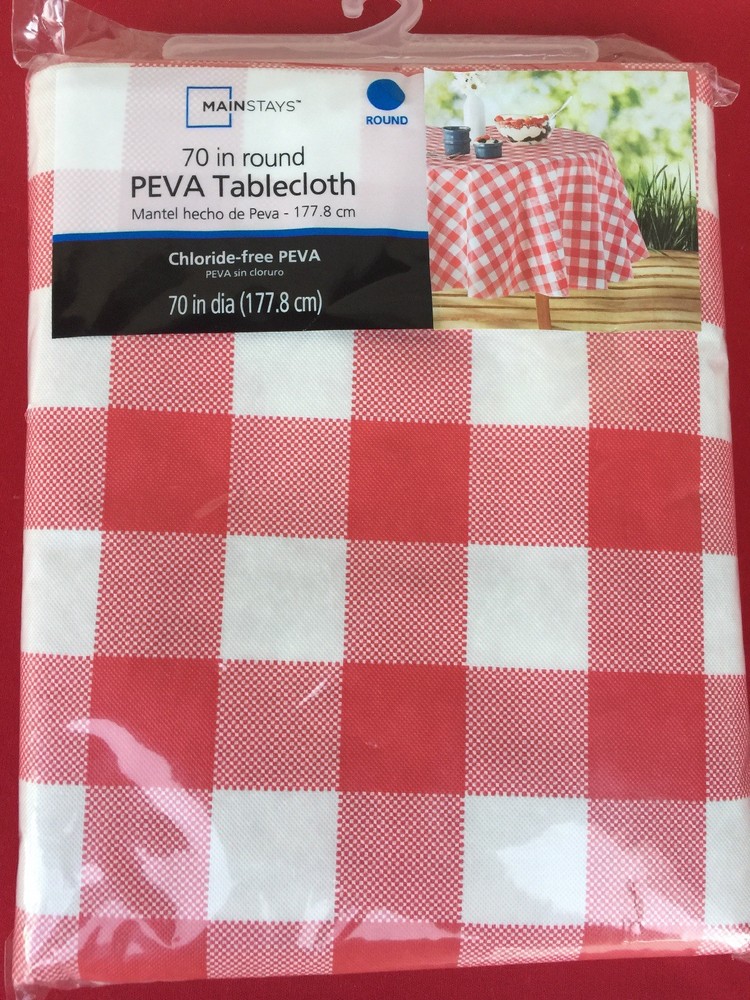 MAINSTAYS™
ROUND
70 in round
PEVA Tablecloth
Mantel hecho de Peva - 177.8 cm
Chloride-free PEVA
PEVA sin cloruro
70 in dia (177.8 cm)